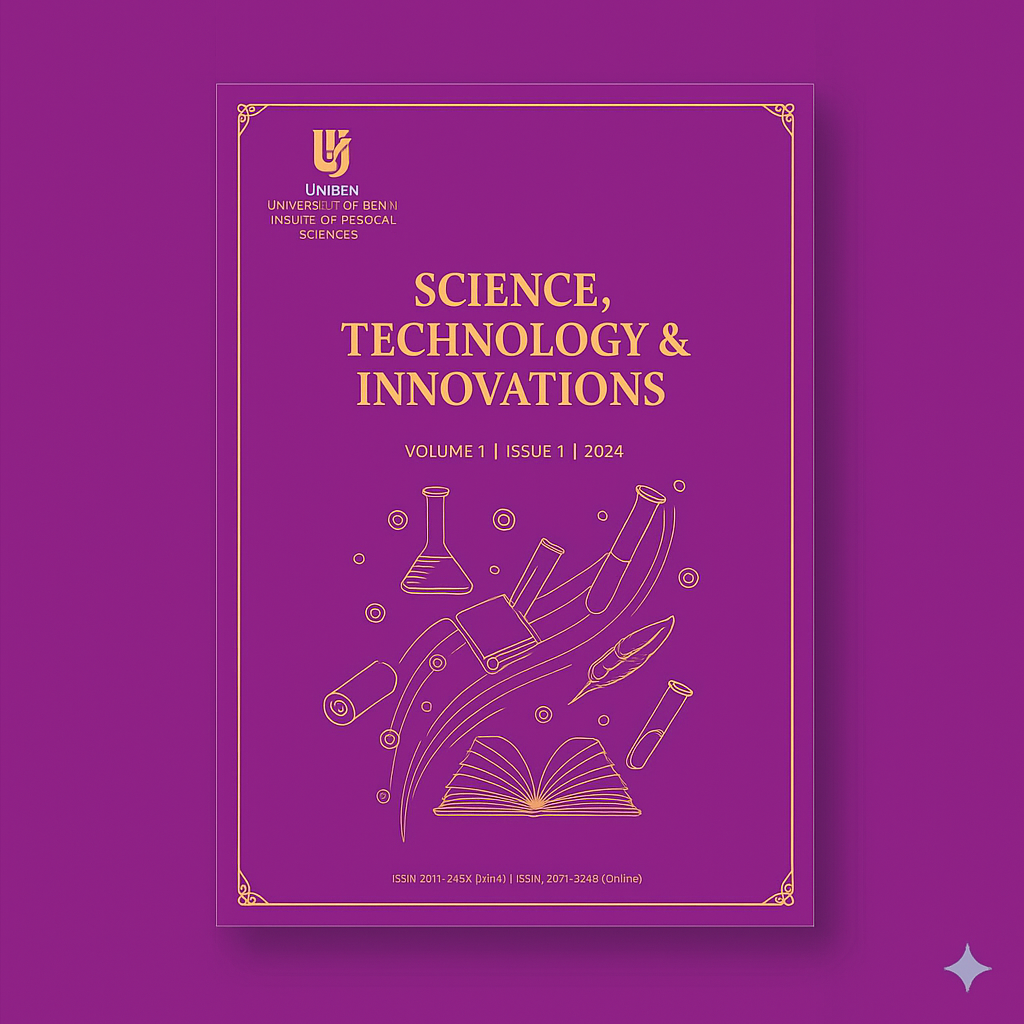 UNIBEN
OF BENIN
INSUITE OF PESOCAL
SCIENCES
SCIENCE,
TECHNOLOGY &
INNOVATIONS
VOLUME 1 | ISSUE 1 | 2024
ISSIN 2011-245X | ISSIN, 2071-3248 (Online)